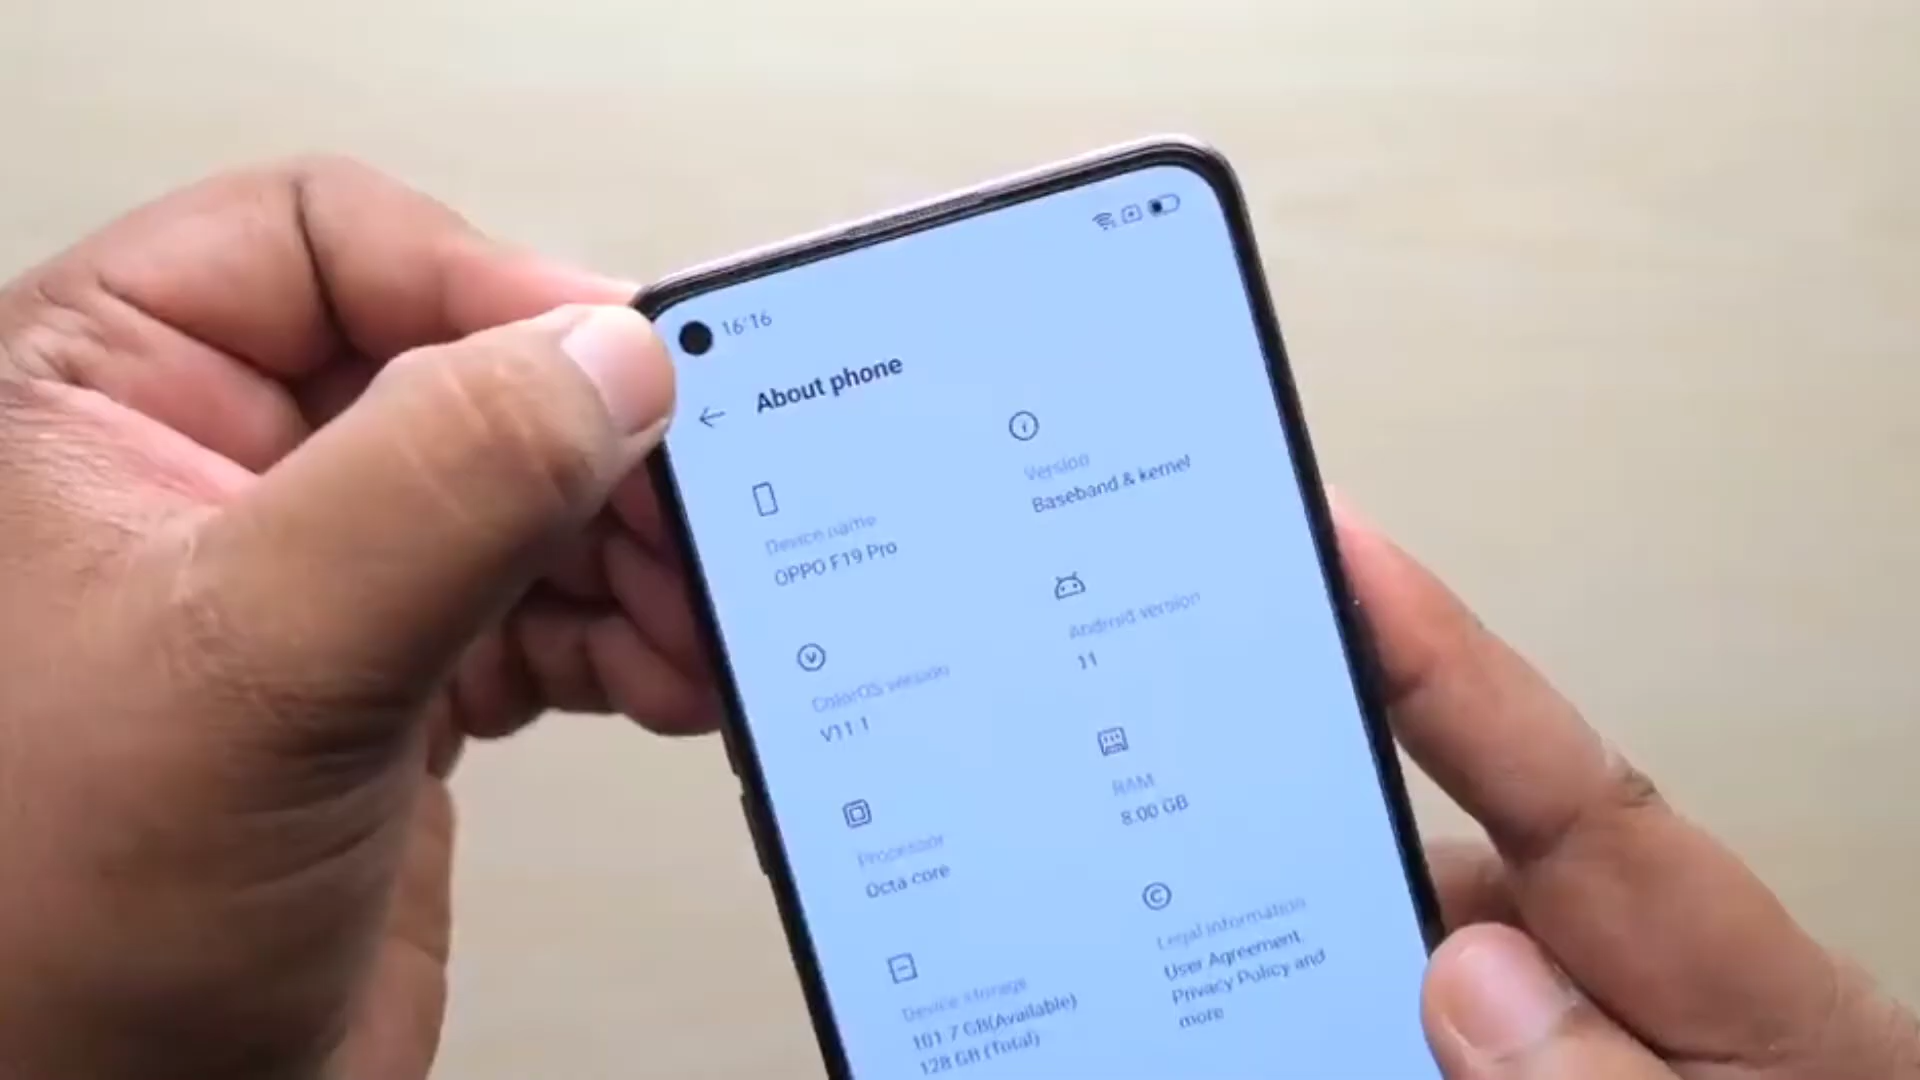 16:16
About phone
Version
Baseband & kernel
Device name
OPPO F19 Pro
Android version
11
ColorOS version
V11.1
RAM
8.00 GB
Processor
Octa core
Legal information
User Agreement,
Privacy Policy and
more
Device storage
101.7 GB(Available)
128 GB (Total)